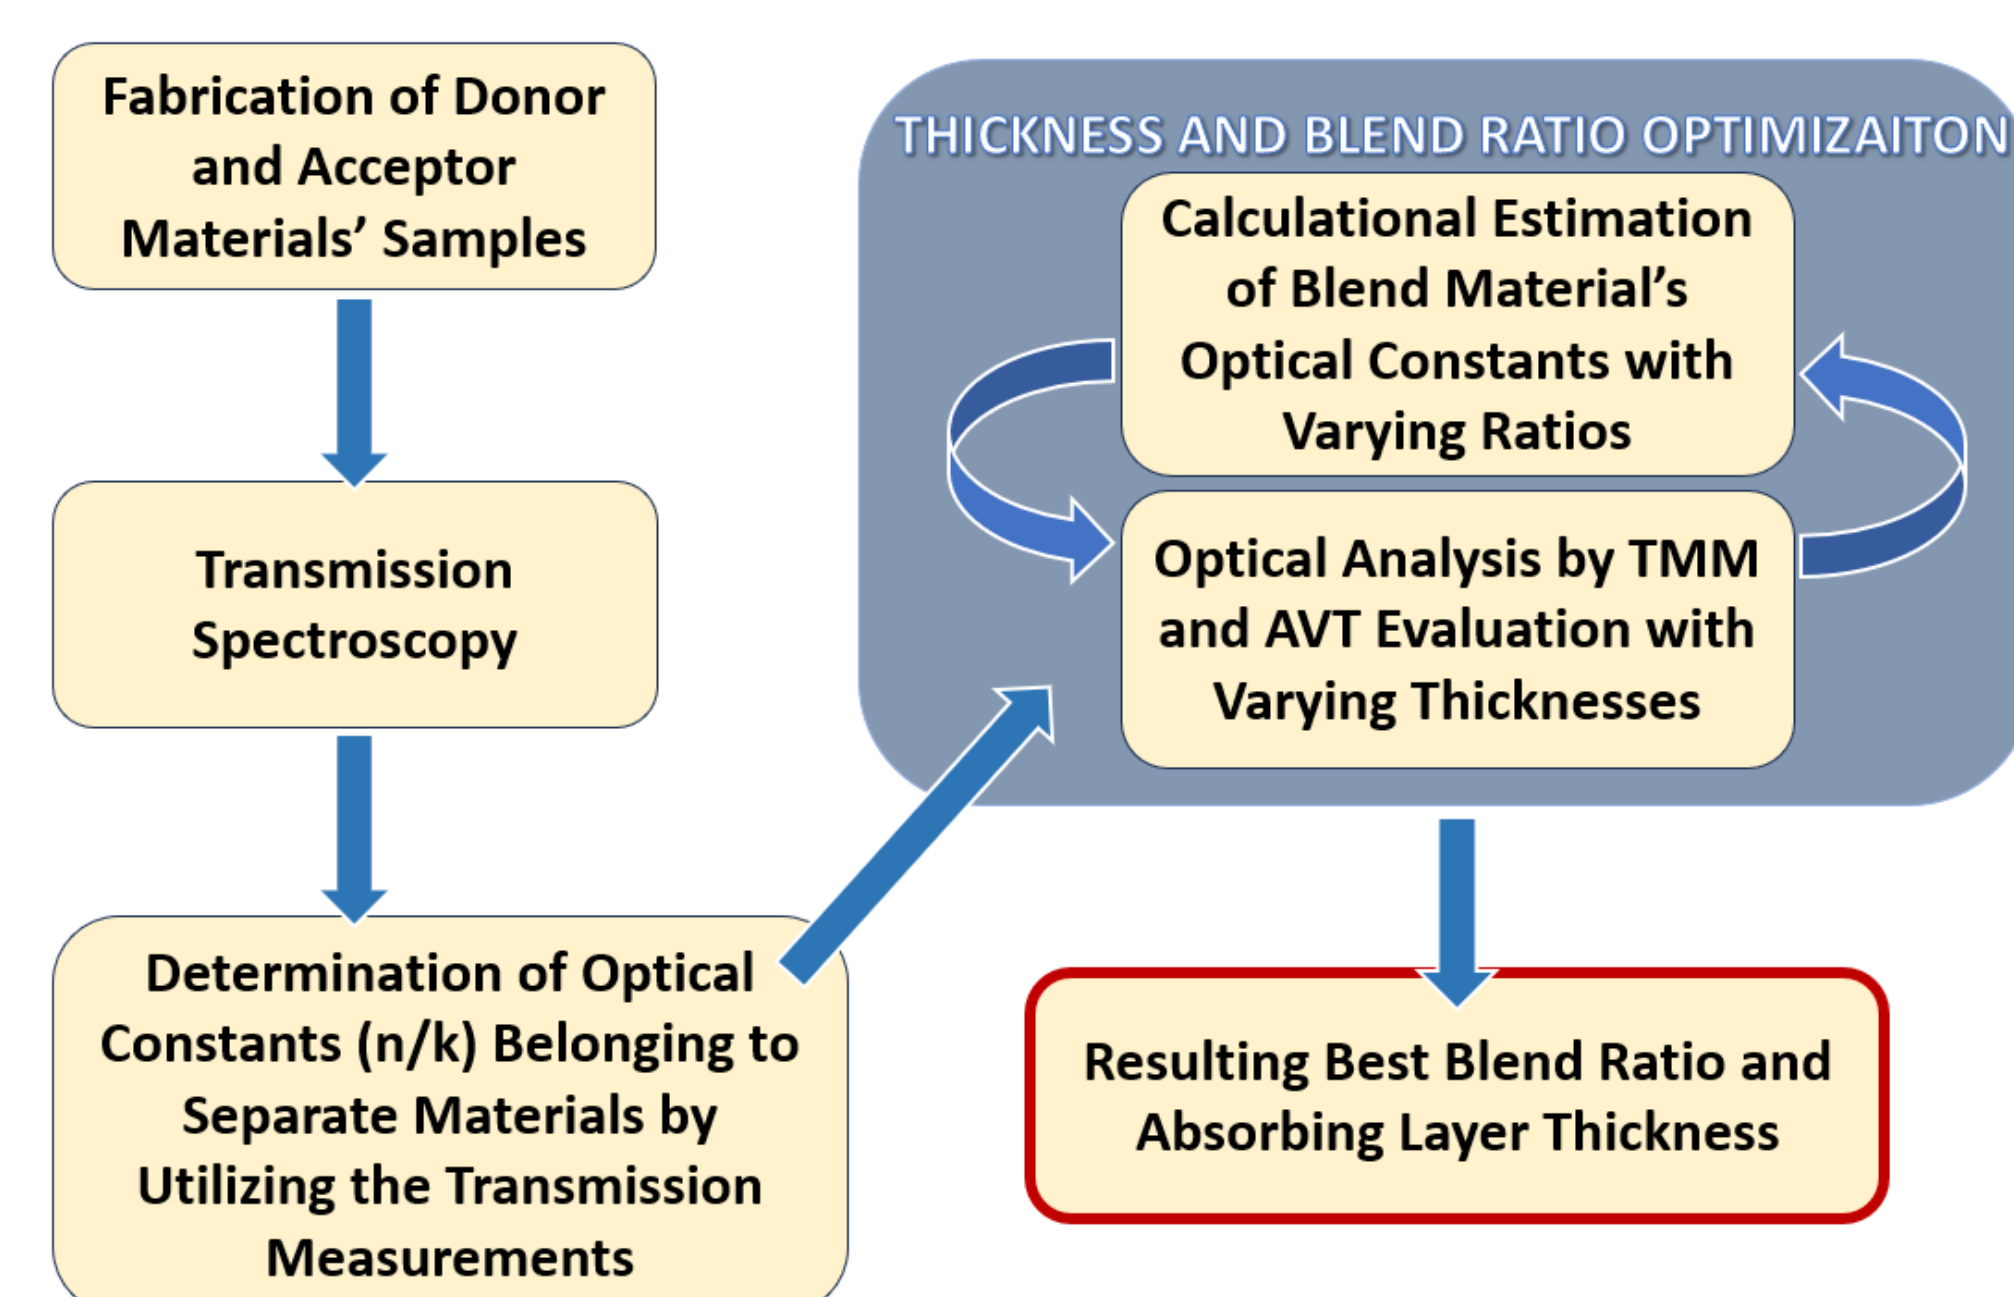 Fabrication of Donor
and Acceptor
Materials’ Samples
Transmission
Spectroscopy
Determination of Optical
Constants (n/k) Belonging to
Separate Materials by
Utilizing the Transmission
Measurements
THICKNESS AND BLEND RATIO OPTIMIZAITON
Calculational Estimation
of Blend Material’s
Optical Constants with
Varying Ratios
Optical Analysis by TMM
and AVT Evaluation with
Varying Thicknesses
Resulting Best Blend Ratio and
Absorbing Layer Thickness